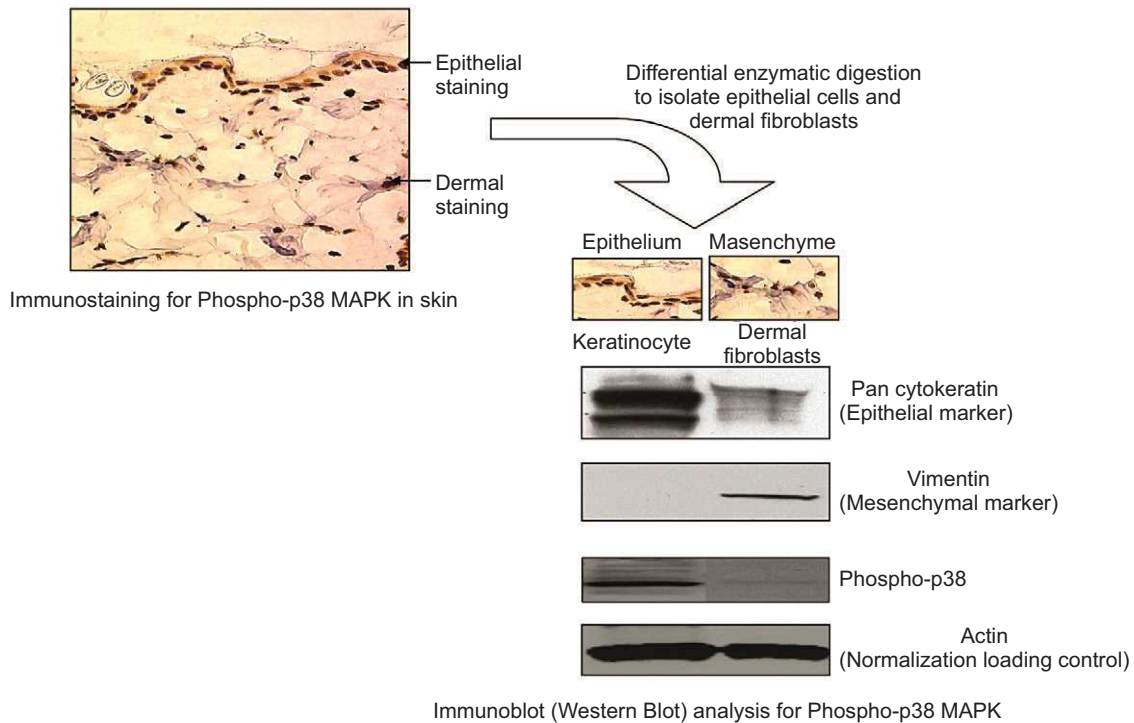 Epithelial
staining
Dermal
staining
Immunostaining for Phospho-p38 MAPK in skin
Differential enzymatic digestion
to isolate epithelial cells and
dermal fibroblasts
Epithelium
Masenchyme
Keratinocyte
Dermal
fibroblasts
Pan cytokeratin
(Epithelial marker)
Vimentin
(Mesenchymal marker)
Phospho-p38
Actin
(Normalization loading control)
Immunoblot (Western Blot) analysis for Phospho-p38 MAPK